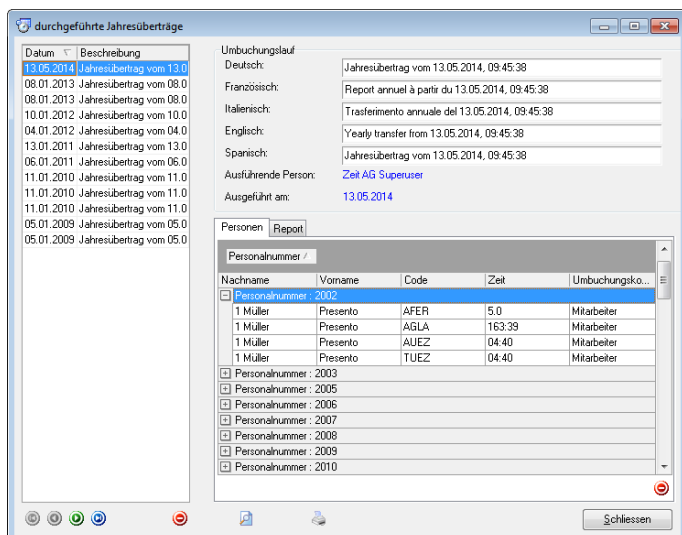 durchgeführte Jahresüberträge
Datum Beschreibung
13.05.2014 Jahresübertrag vom 13.0
08.01.2013 Jahresübertrag vom 08.0
08.01.2013 Jahresübertrag vom 08.0
10.01.2012 Jahresübertrag vom 10.0
04.01.2012 Jahresübertrag vom 04.0
13.01.2011 Jahresübertrag vom 13.0
06.01.2011 Jahresübertrag vom 06.0
11.01.2010 Jahresübertrag vom 11.0
11.01.2010 Jahresübertrag vom 11.0
11.01.2010 Jahresübertrag vom 11.0
05.01.2009 Jahresübertrag vom 05.0
05.01.2009 Jahresübertrag vom 05.0
Umbuchungslauf
Deutsch: Jahresübertrag vom 13.05.2014, 09:45:38
Französisch: Report annuel à partir du 13.05.2014, 09:45:38
Italienisch: Trasferimento annuale del 13.05.2014, 09:45:38
Englisch: Yearly transfer from 13.05.2014, 09:45:38
Spanisch: Jahresübertrag vom 13.05.2014, 09:45:38
Ausführende Person: Zeit AG Superuser
Ausgeführt am: 13.05.2014
Personen Report
Personalnummer
Nachname Vorname Code Zeit Umbuchungsko...
Personalnummer : 2002
1 Müller Presento AFER 5.0 Mitarbeiter
1 Müller Presento AGLA 163:39 Mitarbeiter
1 Müller Presento AUEZ 04:40 Mitarbeiter
1 Müller Presento TUEZ 04:40 Mitarbeiter
Personalnummer : 2003
Personalnummer : 2005
Personalnummer : 2006
Personalnummer : 2007
Personalnummer : 2008
Personalnummer : 2009
Personalnummer : 2010
Schliessen